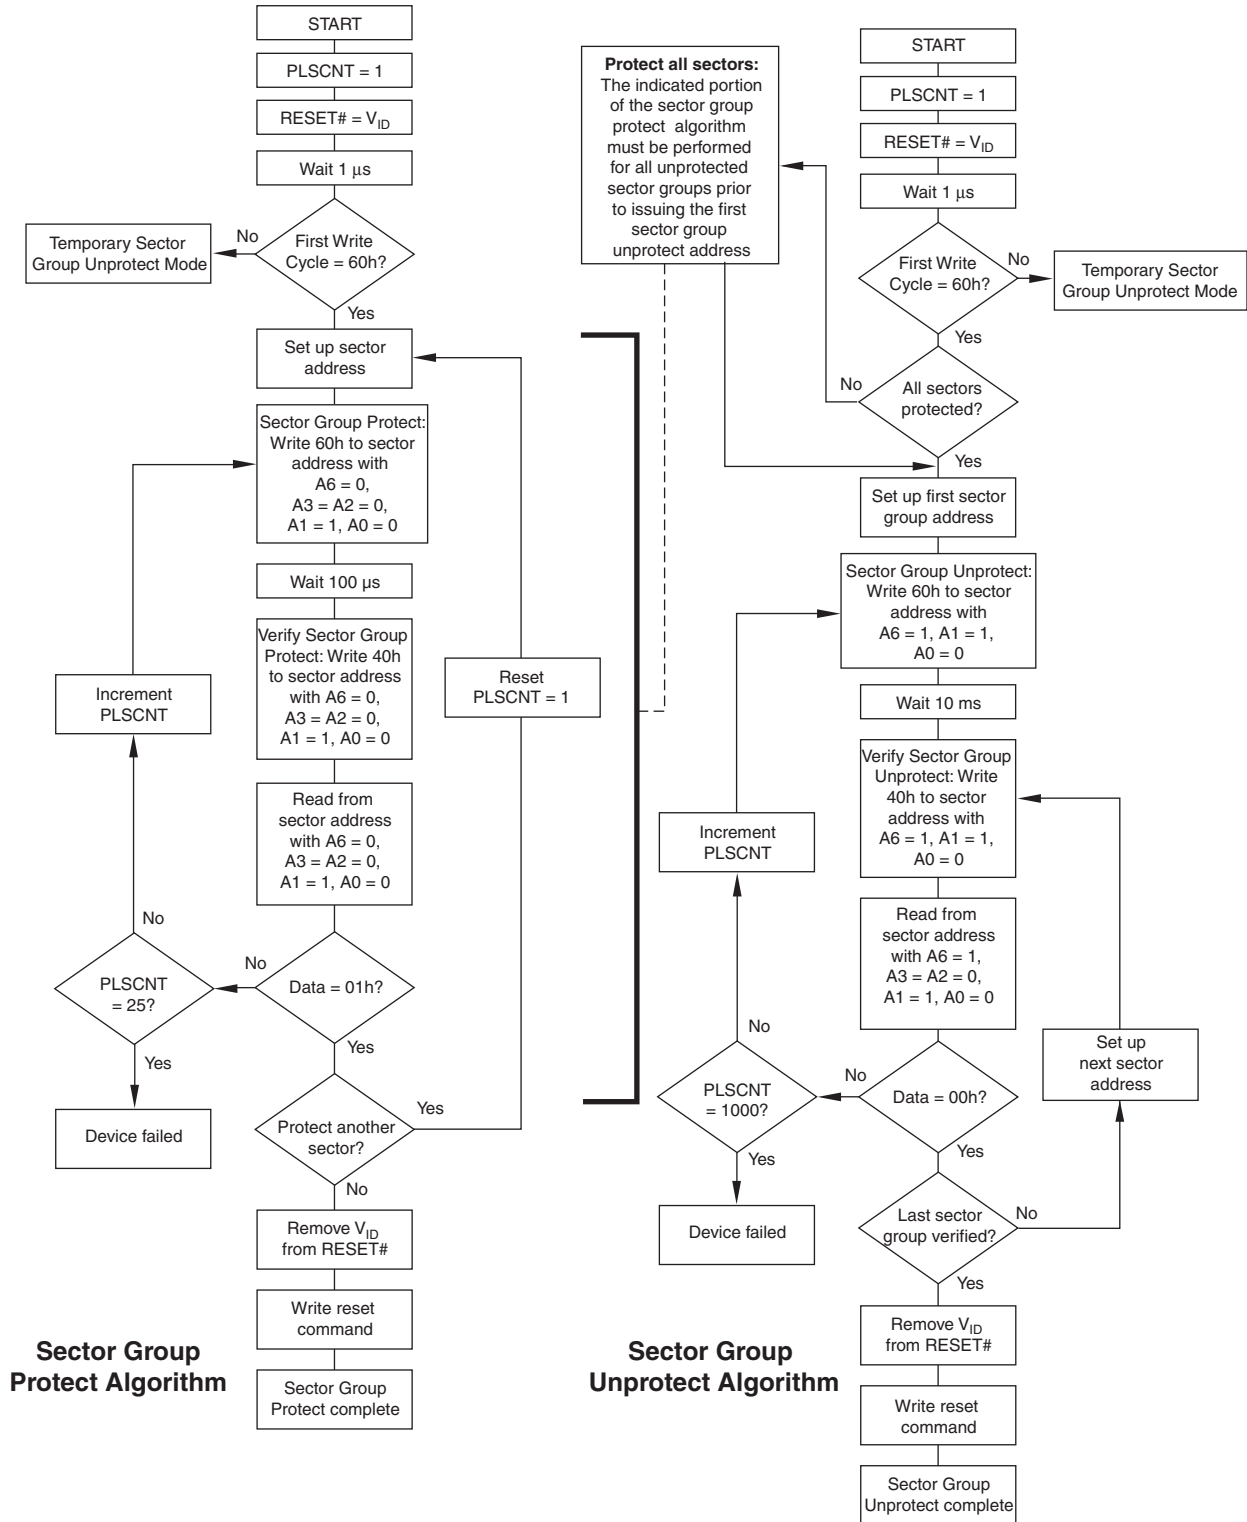 START
PLSCNT = 1
RESET# = VID
Wait 1 μs
First Write
Cycle = 60h?
No
Temporary Sector
Group Unprotect Mode
Yes
Set up sector
address
Sector Group Protect:
Write 60h to sector
address with
A6 = 0,
A3 = A2 = 0,
A1 = 1, A0 = 0
Wait 100 μs
Verify Sector Group
Protect: Write 40h
to sector address
with A6 = 0,
A3 = A2 = 0,
A1 = 1, A0 = 0
Increment
PLSCNT
Reset
PLSCNT = 1
Read from
sector address
with A6 = 0,
A3 = A2 = 0,
A1 = 1, A0 = 0
No
PLSCNT
= 25?
No
Data = 01h?
Yes
Yes
Device failed
Protect another
sector?
Yes
No
Remove VID
from RESET#
Write reset
command
Sector Group
Protect complete
Sector Group
Protect Algorithm
Protect all sectors:
The indicated portion
of the sector group
protect algorithm
must be performed
for all unprotected
sector groups prior
to issuing the first
sector group
unprotect address
START
PLSCNT = 1
RESET# = VID
Wait 1 μs
First Write
Cycle = 60h?
No
Temporary Sector
Group Unprotect Mode
Yes
No
All sectors
protected?
Yes
Set up first sector
group address
Sector Group Unprotect:
Write 60h to sector
address with
A6 = 1, A1 = 1,
A0 = 0
Wait 10 ms
Verify Sector Group
Unprotect: Write
40h to sector
address with
A6 = 1, A1 = 1,
A0 = 0
Increment
PLSCNT
Read from
sector address
with A6 = 1,
A3 = A2 = 0,
A1 = 1, A0 = 0
No
Set up
next sector
address
PLSCNT
= 1000?
No
Data = 00h?
Yes
Yes
Device failed
Last sector
group verified?
No
Yes
Remove VID
from RESET#
Write reset
command
Sector Group
Unprotect complete
Sector Group
Unprotect Algorithm